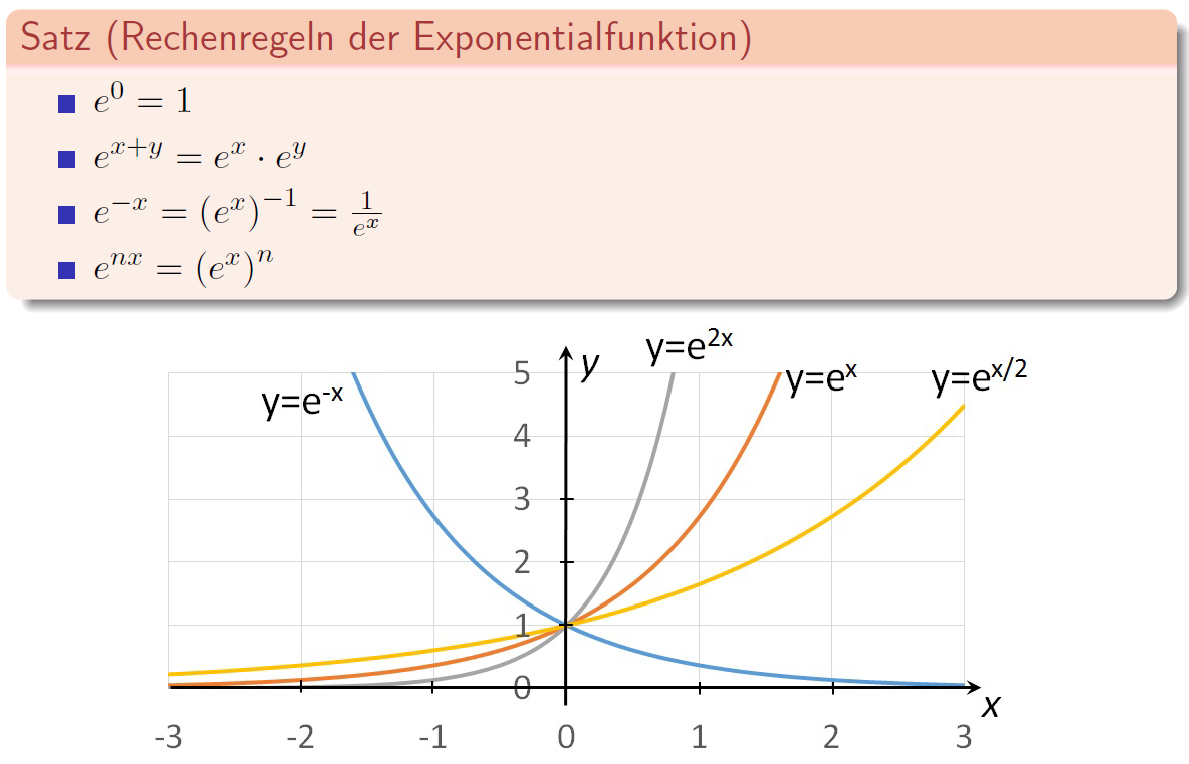 Satz (Rechenregeln der Exponentialfunktion)
■ e^0 = 1
■ e^{x+y} = e^x · e^y
■ e^{-x} = (e^x)^{-1} = \frac{1}{e^x}
■ e^{nx} = (e^x)^n
y=e^{2x}
y
5
y=e^x
y=e^{x/2}
y=e^{-x}
4
3
2
1
0
x
-3 -2 -1 0 1 2 3